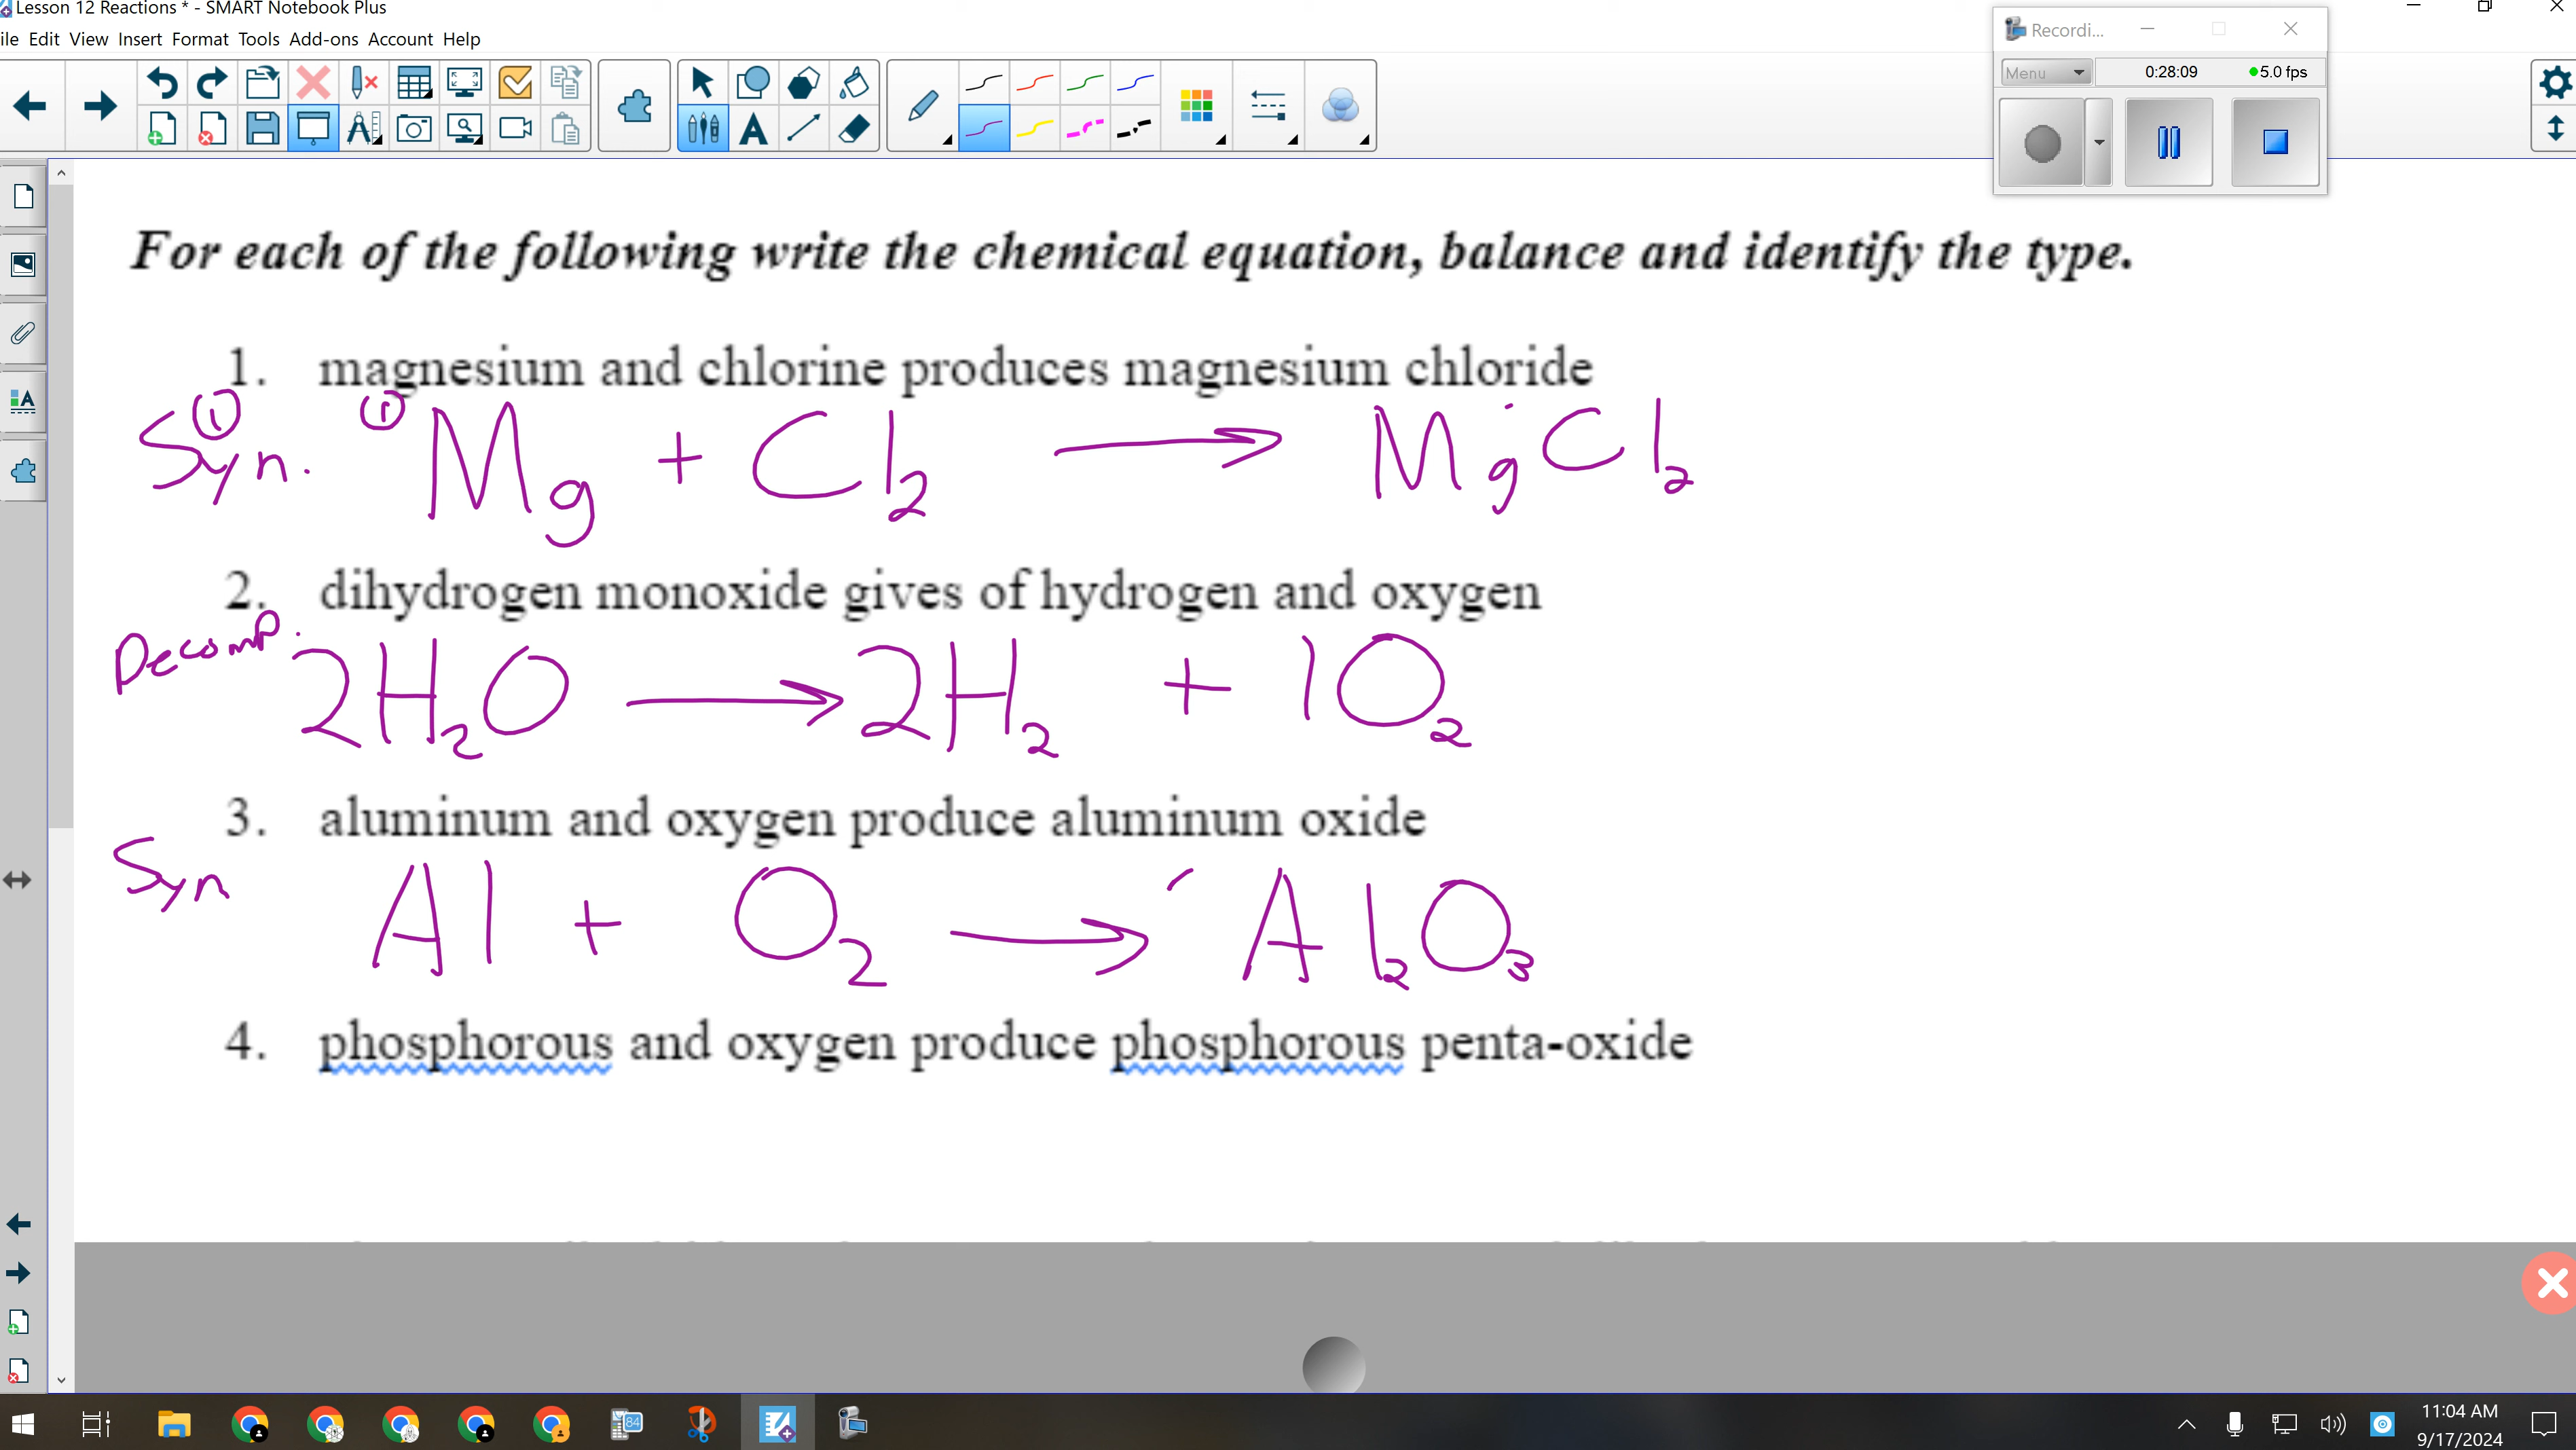 Lesson 12 Reactions * - SMART Notebook Plus
ile Edit View Insert Format Tools Add-ons Account Help
Recordi...
Menu 0:28:09 5.0 fps
For each of the following write the chemical equation, balance and identify the type.
1. magnesium and chlorine produces magnesium chloride
Syn. ① ① Mg + Cl2 → MgCl2
2. dihydrogen monoxide gives of hydrogen and oxygen
Decomp. 2H2O → 2H2 + 1O2
3. aluminum and oxygen produce aluminum oxide
Syn Al + O2 → Al2O3
4. phosphorous and oxygen produce phosphorous penta-oxide
84
11:04 AM
9/17/2024